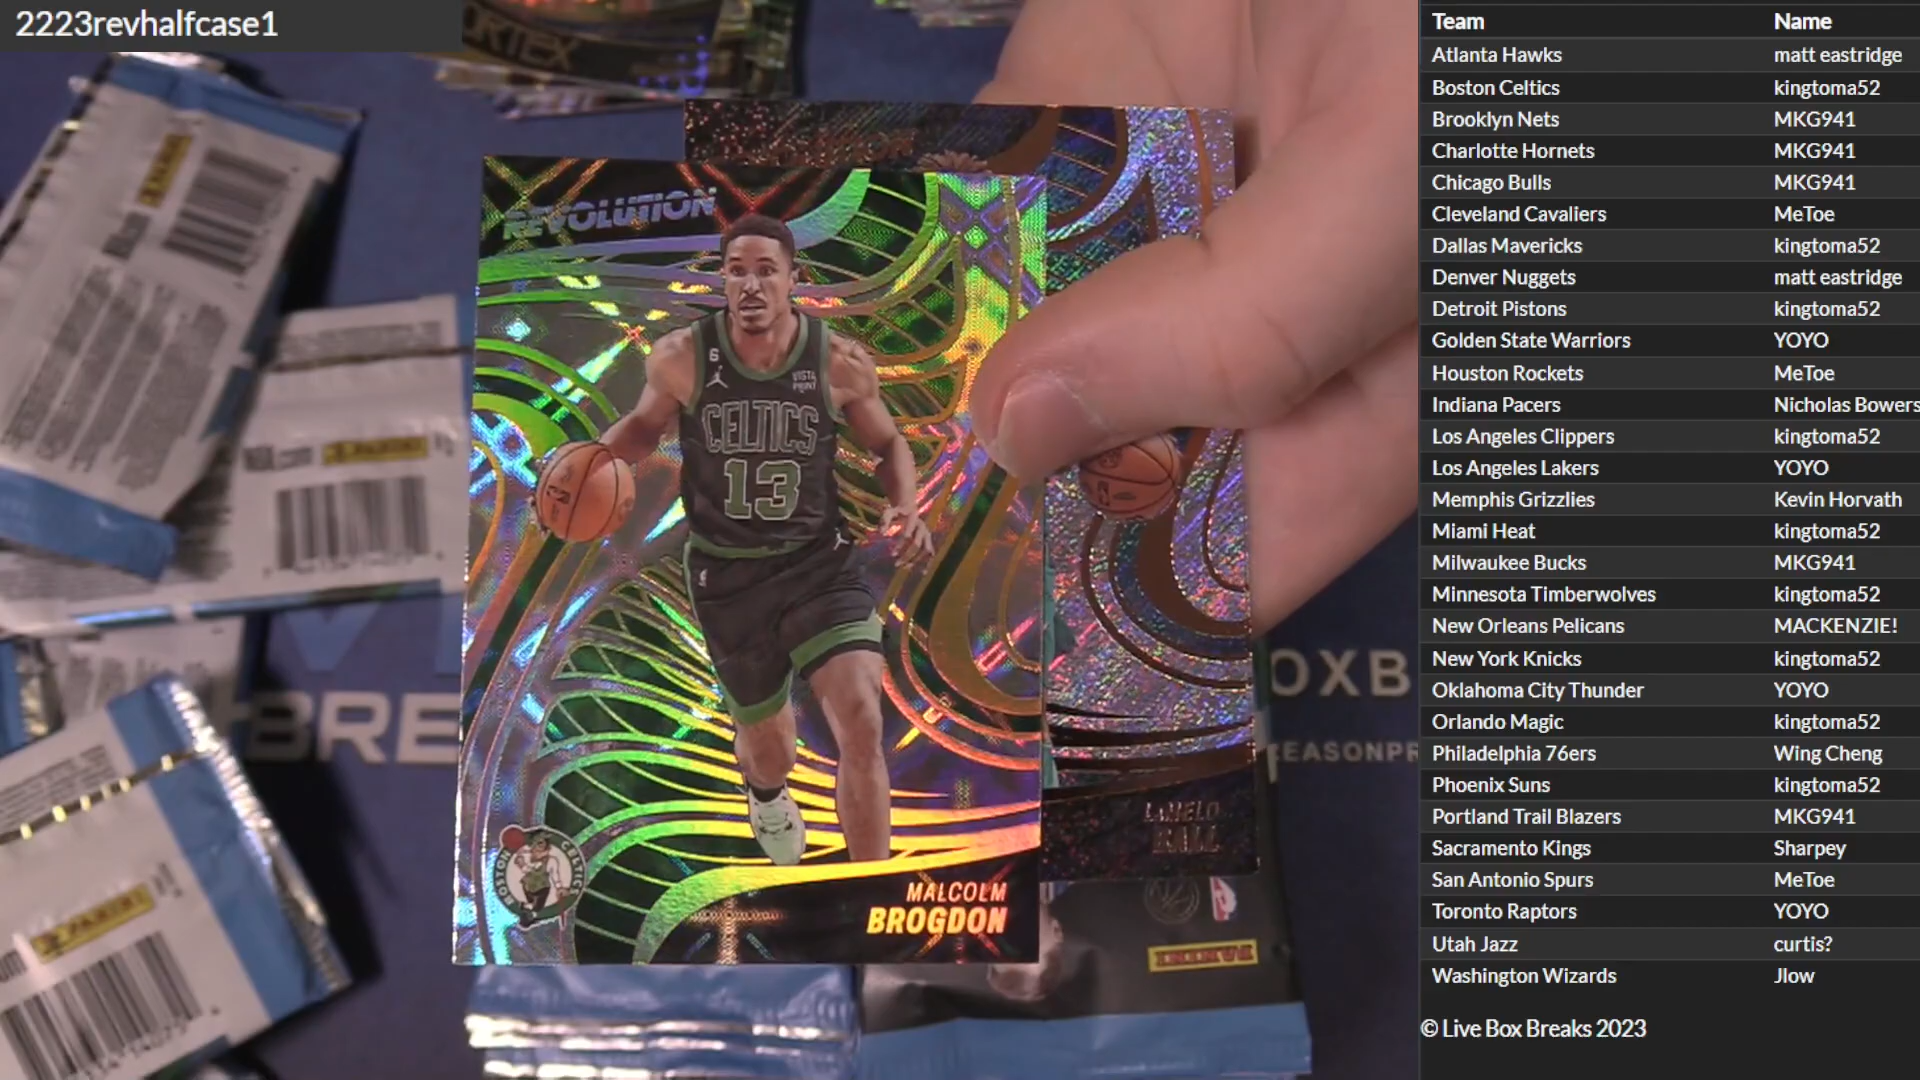 2223revhalfcase1
REVOLUTION
6
VISTA
PRINT
CELTICS
13
BOSTON
CELTICS
MALCOLM
BROGDON
LAMELO
BALL
PANINI
PANINI
PANINI
PANINI
BRE
OXB
EASONPR
Team Name
Atlanta Hawks matt eastridge
Boston Celtics kingtoma52
Brooklyn Nets MKG941
Charlotte Hornets MKG941
Chicago Bulls MKG941
Cleveland Cavaliers MeToe
Dallas Mavericks kingtoma52
Denver Nuggets matt eastridge
Detroit Pistons kingtoma52
Golden State Warriors YOYO
Houston Rockets MeToe
Indiana Pacers Nicholas Bowers
Los Angeles Clippers kingtoma52
Los Angeles Lakers YOYO
Memphis Grizzlies Kevin Horvath
Miami Heat kingtoma52
Milwaukee Bucks MKG941
Minnesota Timberwolves kingtoma52
New Orleans Pelicans MACKENZIE!
New York Knicks kingtoma52
Oklahoma City Thunder YOYO
Orlando Magic kingtoma52
Philadelphia 76ers Wing Cheng
Phoenix Suns kingtoma52
Portland Trail Blazers MKG941
Sacramento Kings Sharpey
San Antonio Spurs MeToe
Toronto Raptors YOYO
Utah Jazz curtis?
Washington Wizards Jlow
© Live Box Breaks 2023